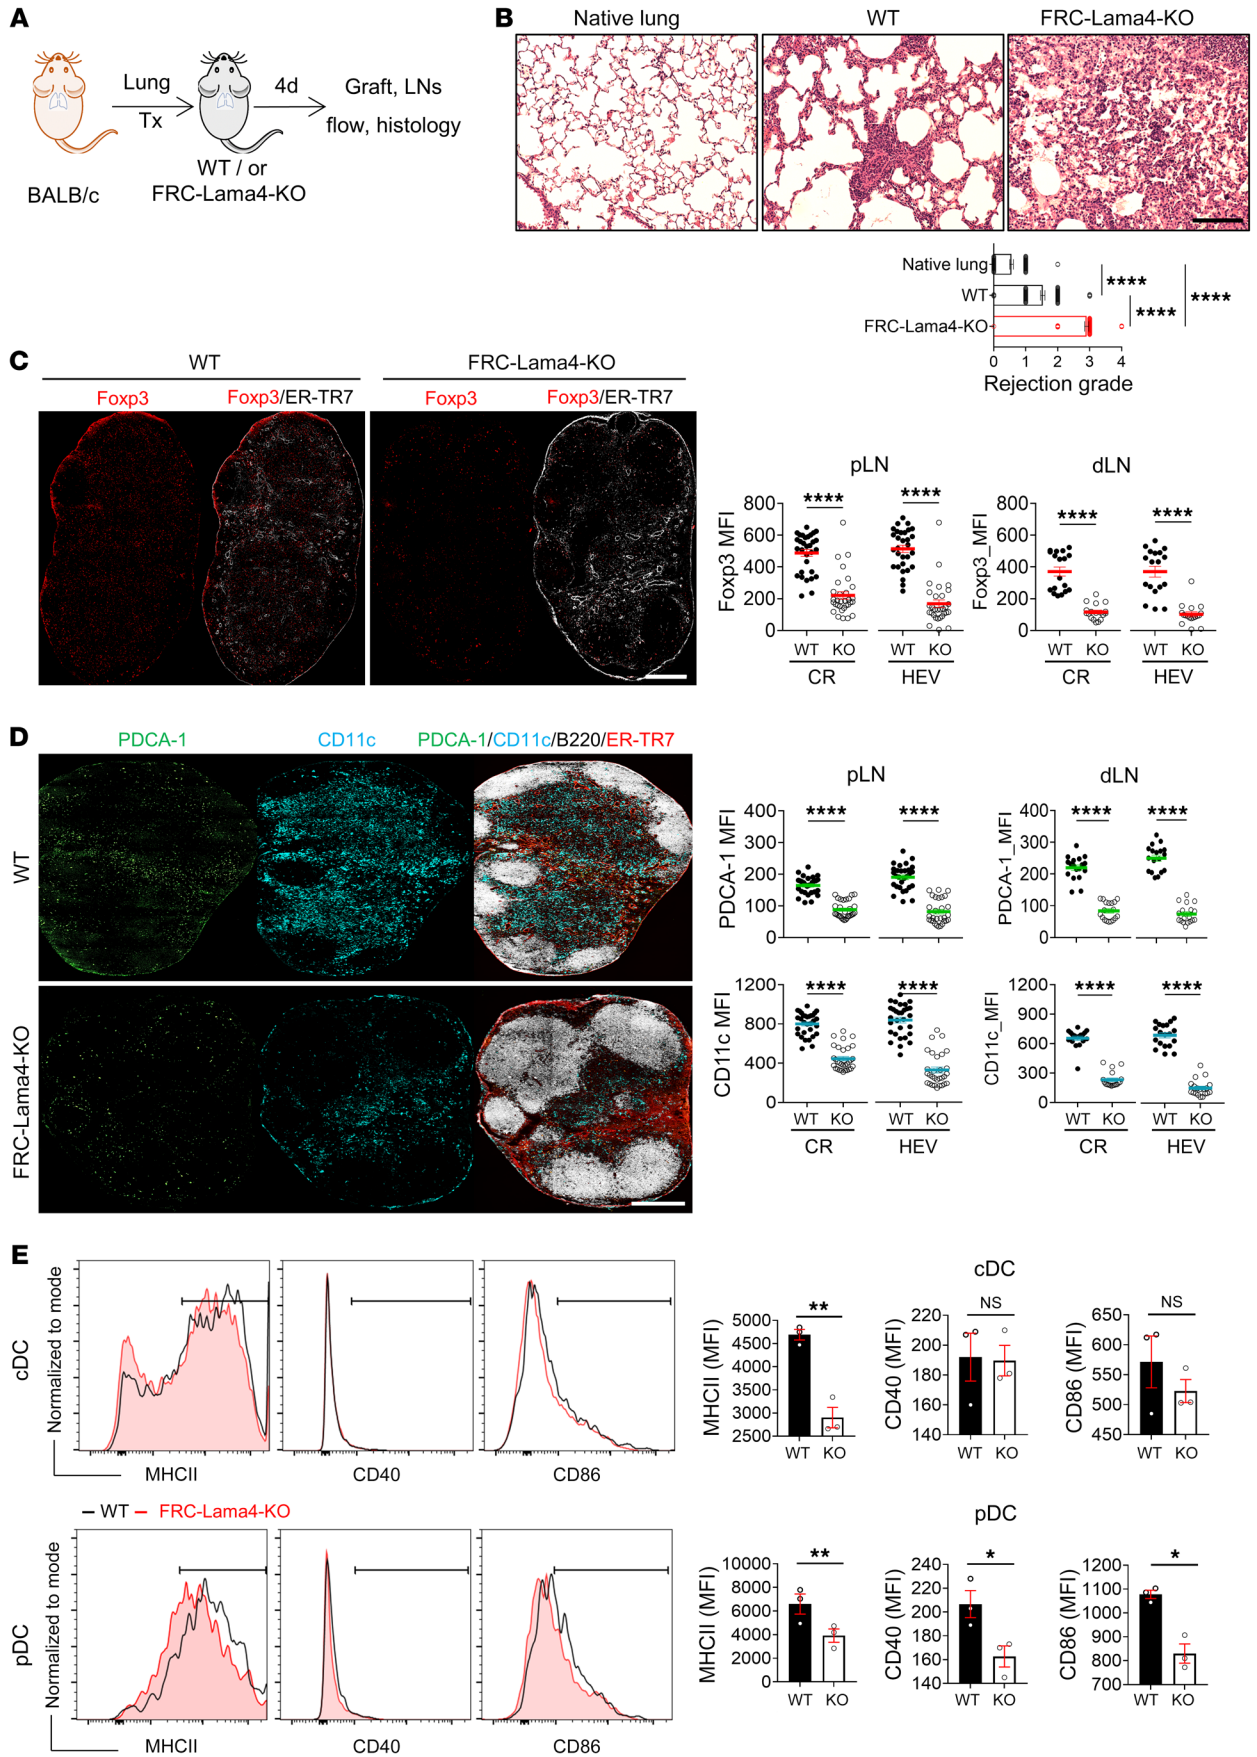 A
Lung
Tx
4d
Graft, LNs
flow, histology
WT / or
FRC-Lama4-KO
BALB/c
B
Native lung
WT
FRC-Lama4-KO
Native lung
WT
FRC-Lama4-KO
****
****
****
0 1 2 3 4
Rejection grade
C
WT
FRC-Lama4-KO
Foxp3
Foxp3/ER-TR7
Foxp3
Foxp3/ER-TR7
pLN
dLN
Foxp3 MFI
800
600
400
200
0
****
****
WT KO WT KO
CR HEV
Foxp3_MFI
800
600
400
200
0
****
****
WT KO WT KO
CR HEV
D
PDCA-1
CD11c
PDCA-1/CD11c/B220/ER-TR7
WT
FRC-Lama4-KO
pLN
dLN
PDCA-1 MFI
400
300
200
100
0
****
****
PDCA-1_MFI
400
300
200
100
0
****
****
CD11c MFI
1200
800
400
0
****
****
WT KO WT KO
CR HEV
CD11c_MFI
1200
900
600
300
0
****
****
WT KO WT KO
CR HEV
E
cDC
Normalized to mode
MHCII
CD40
CD86
cDC
MHCII (MFI)
5000
4500
4000
3500
3000
2500
**
WT KO
CD40 (MFI)
220
200
180
160
140
NS
WT KO
CD86 (MFI)
650
600
550
500
450
NS
WT KO
WT
FRC-Lama4-KO
pDC
Normalized to mode
MHCII
CD40
CD86
pDC
MHCII (MFI)
10000
8000
6000
4000
2000
0
**
WT KO
CD40 (MFI)
240
220
200
180
160
140
*
WT KO
CD86 (MFI)
1200
1100
1000
900
800
700
*
WT KO